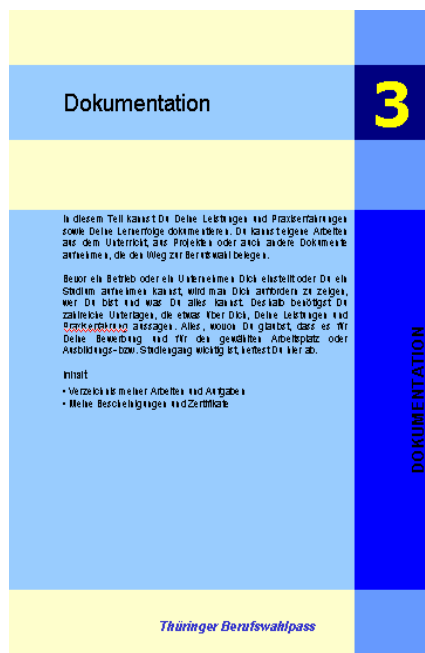 Dokumentation
3
In diesem Teil kannst Du Deine Leistungen und Praxiserfahrungen
sowie Deine Lernerfolge dokumentieren. Du kannst eigene Arbeiten
aus dem Unterricht, aus Projekten oder auch andere Dokumente
aufnehmen, die den Weg zur Berufswahl belegen.
Bevor ein Betrieb oder ein Unternehmen Dich einstellt oder Du ein
Studium aufnehmen kannst, wird man Dich auffordern zu zeigen,
wer Du bist und was Du alles kannst. Deshalb benötigst Du
zahlreiche Unterlagen, die etwas über Dich, Deine Leistungen und
Praxiserfahrung aussagen. Alles, wovon Du glaubst, dass es für
Deine Bewerbung und für den gewählten Arbeitsplatz oder
Ausbildungs- bzw. Studiengang wichtig ist, heftest Du hier ab.
Inhalt
• Verzeichnis meiner Arbeiten und Aufgaben
• Meine Bescheinigungen und Zertifikate
DOKUMENTATION
Thüringer Berufswahlpass